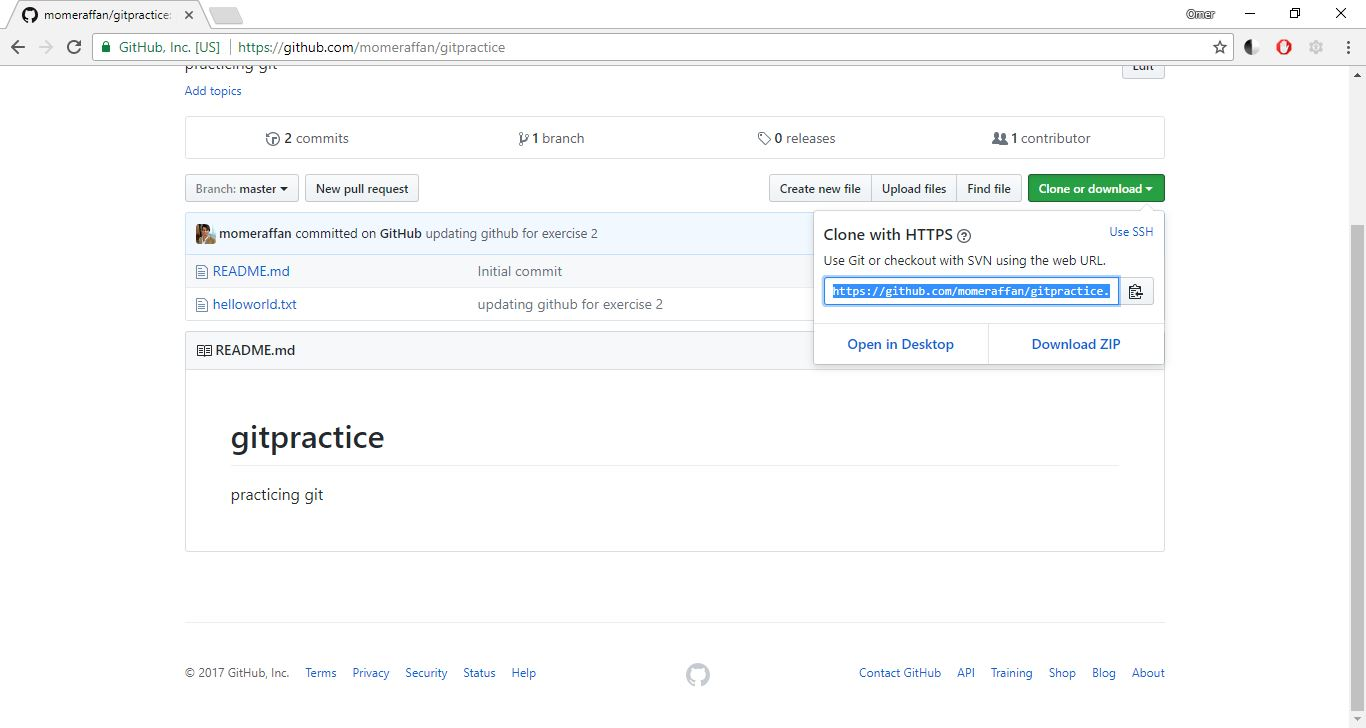 momeraffan/gitpractice:
Omer
GitHub, Inc. [US] https://github.com/momeraffan/gitpractice
practicing git
Edit
Add topics
2 commits
1 branch
0 releases
1 contributor
Branch: master
New pull request
Create new file
Upload files
Find file
Clone or download
momeraffan committed on GitHub updating github for exercise 2
README.md
Initial commit
helloworld.txt
updating github for exercise 2
Clone with HTTPS
Use SSH
Use Git or checkout with SVN using the web URL.
https://github.com/momeraffan/gitpractice.
Open in Desktop
Download ZIP
README.md
gitpractice
practicing git
© 2017 GitHub, Inc.
Terms
Privacy
Security
Status
Help
Contact GitHub
API
Training
Shop
Blog
About